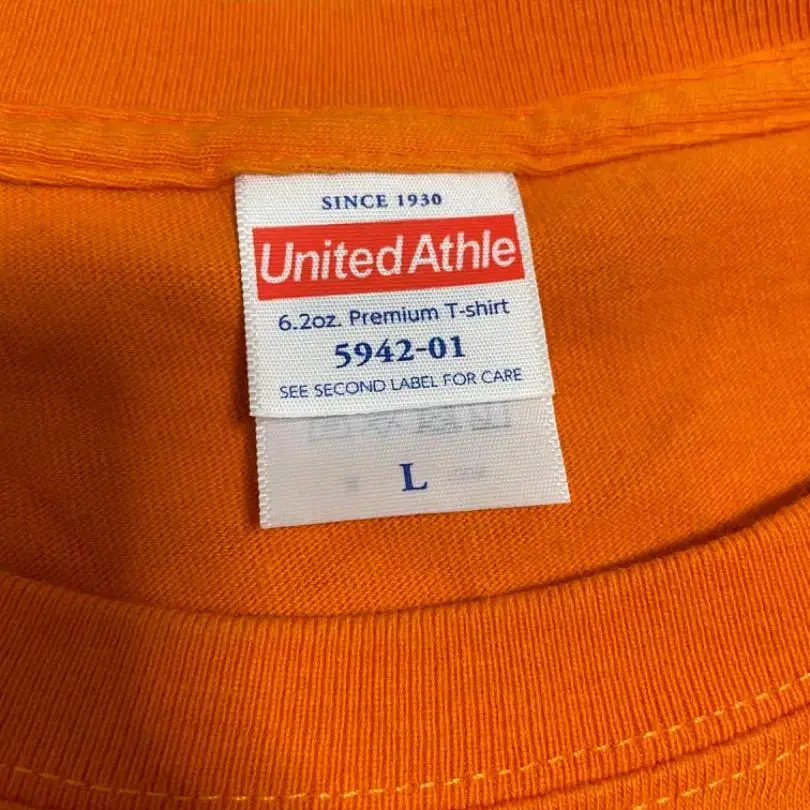 SINCE 1930
United Athle
6.2oz. Premium T-shirt
5942-01
SEE SECOND LABEL FOR CARE
L